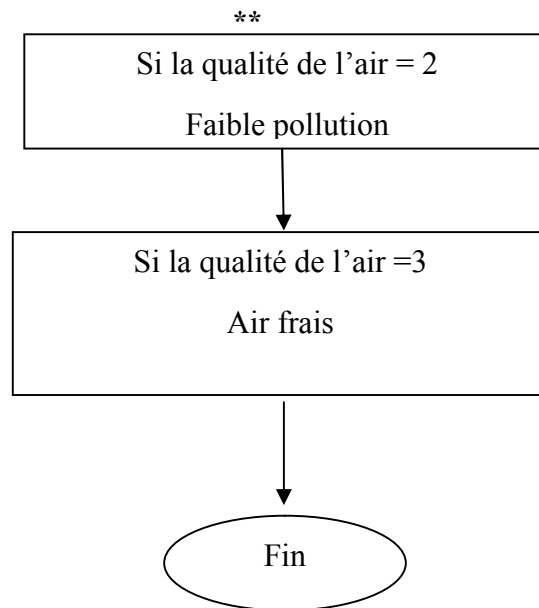 **
Si la qualité de l’air = 2
Faible pollution
Si la qualité de l’air =3
Air frais
Fin